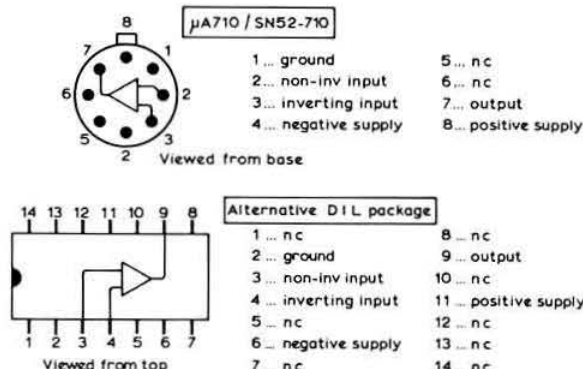 8
µA710 / SN52-710
7 1
6 2
5 3
2
Viewed from base
1... ground 5... nc
2... non-inv input 6... nc
3... inverting input 7... output
4... negative supply 8... positive supply
Alternative DIL package
14 13 12 11 10 9 8
1 2 3 4 5 6 7
Viewed from top
1 ... nc 8 ... nc
2 ... ground 9 ... output
3 ... non-inv input 10 ... nc
4 ... inverting input 11 ... positive supply
5 ... nc 12 ... nc
6 ... negative supply 13 ... nc
7 ... nc 14 ... nc